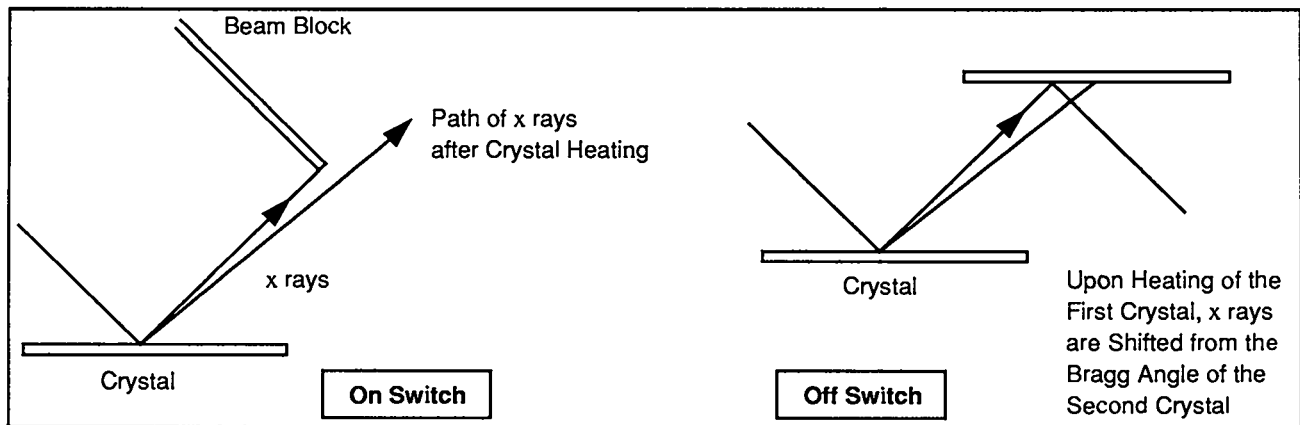 Beam Block
Path of x rays
after Crystal Heating
x rays
Crystal
On Switch
Crystal
Off Switch
Upon Heating of the
First Crystal, x rays
are Shifted from the
Bragg Angle of the
Second Crystal